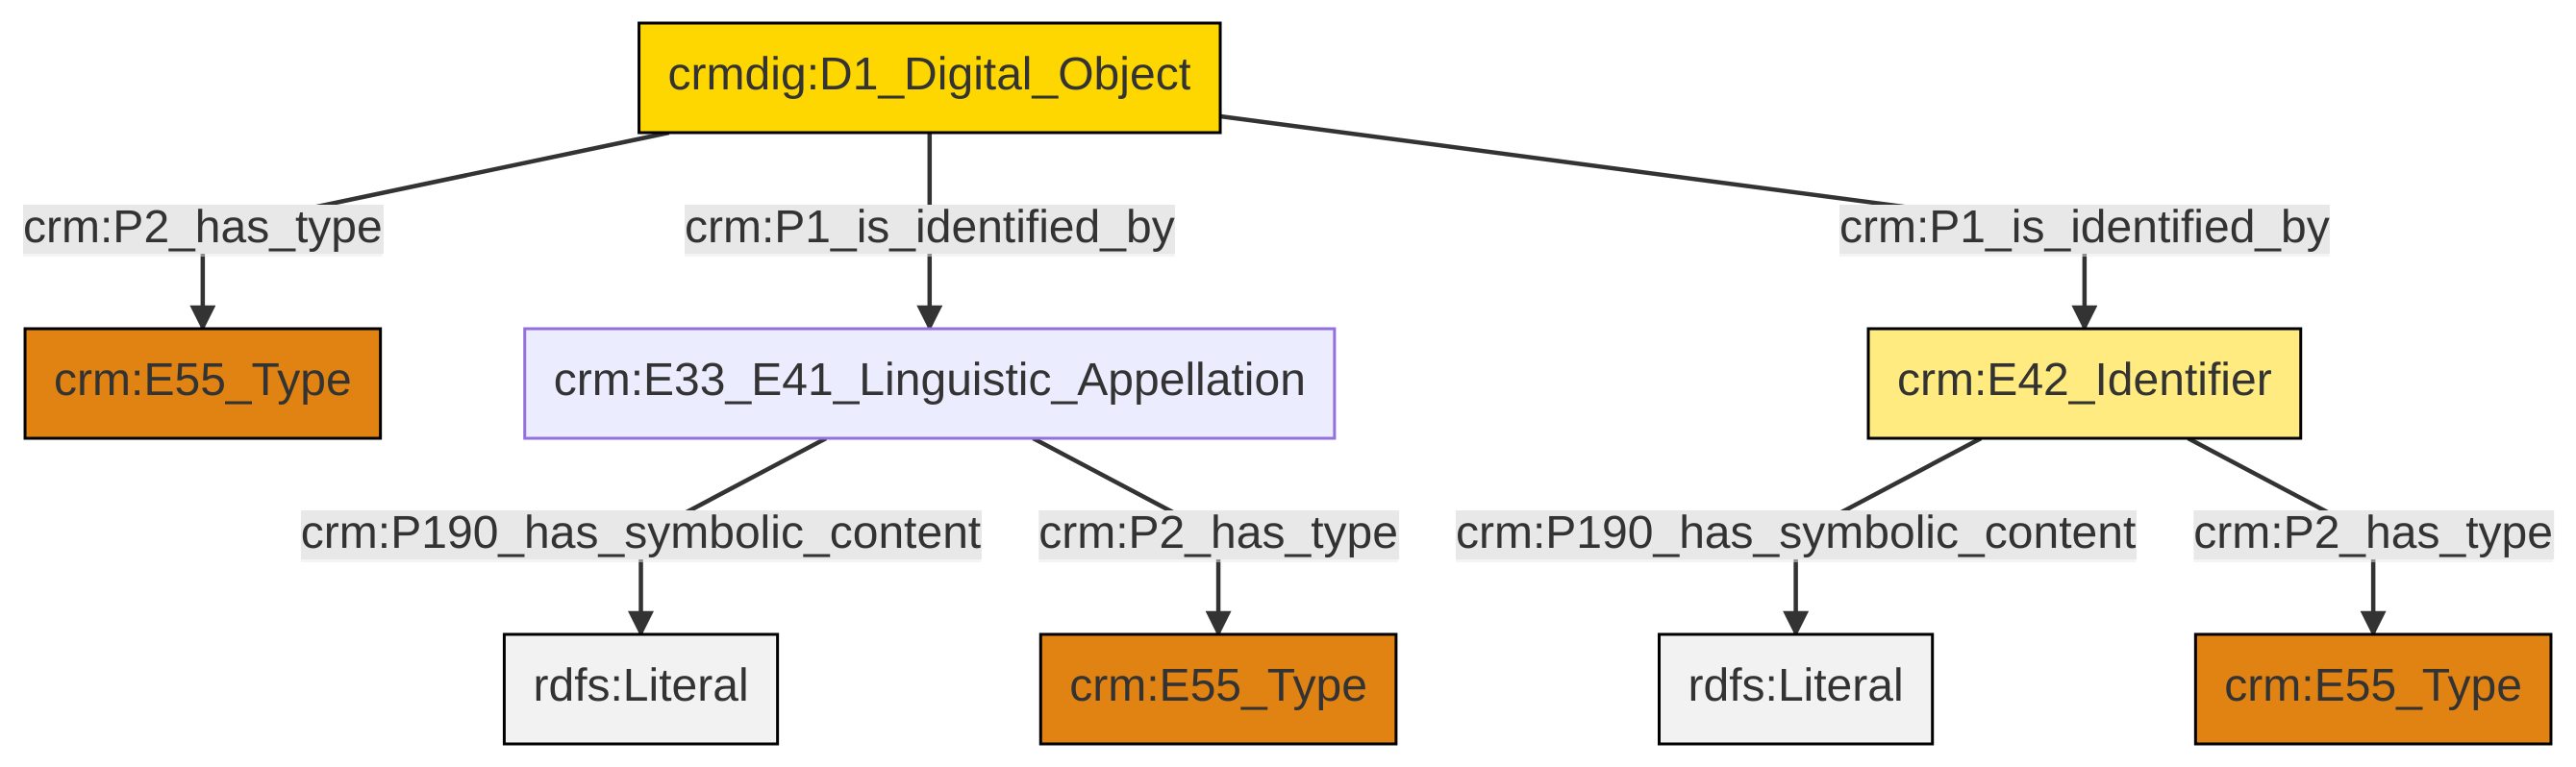 crmdig:D1_Digital_Object
crm:P2_has_type
crm:P1_is_identified_by
crm:P1_is_identified_by
crm:E55_Type
crm:E33_E41_Linguistic_Appellation
crm:E42_Identifier
crm:P190_has_symbolic_content
crm:P2_has_type
crm:P190_has_symbolic_content
crm:P2_has_type
rdfs:Literal
crm:E55_Type
rdfs:Literal
crm:E55_Type